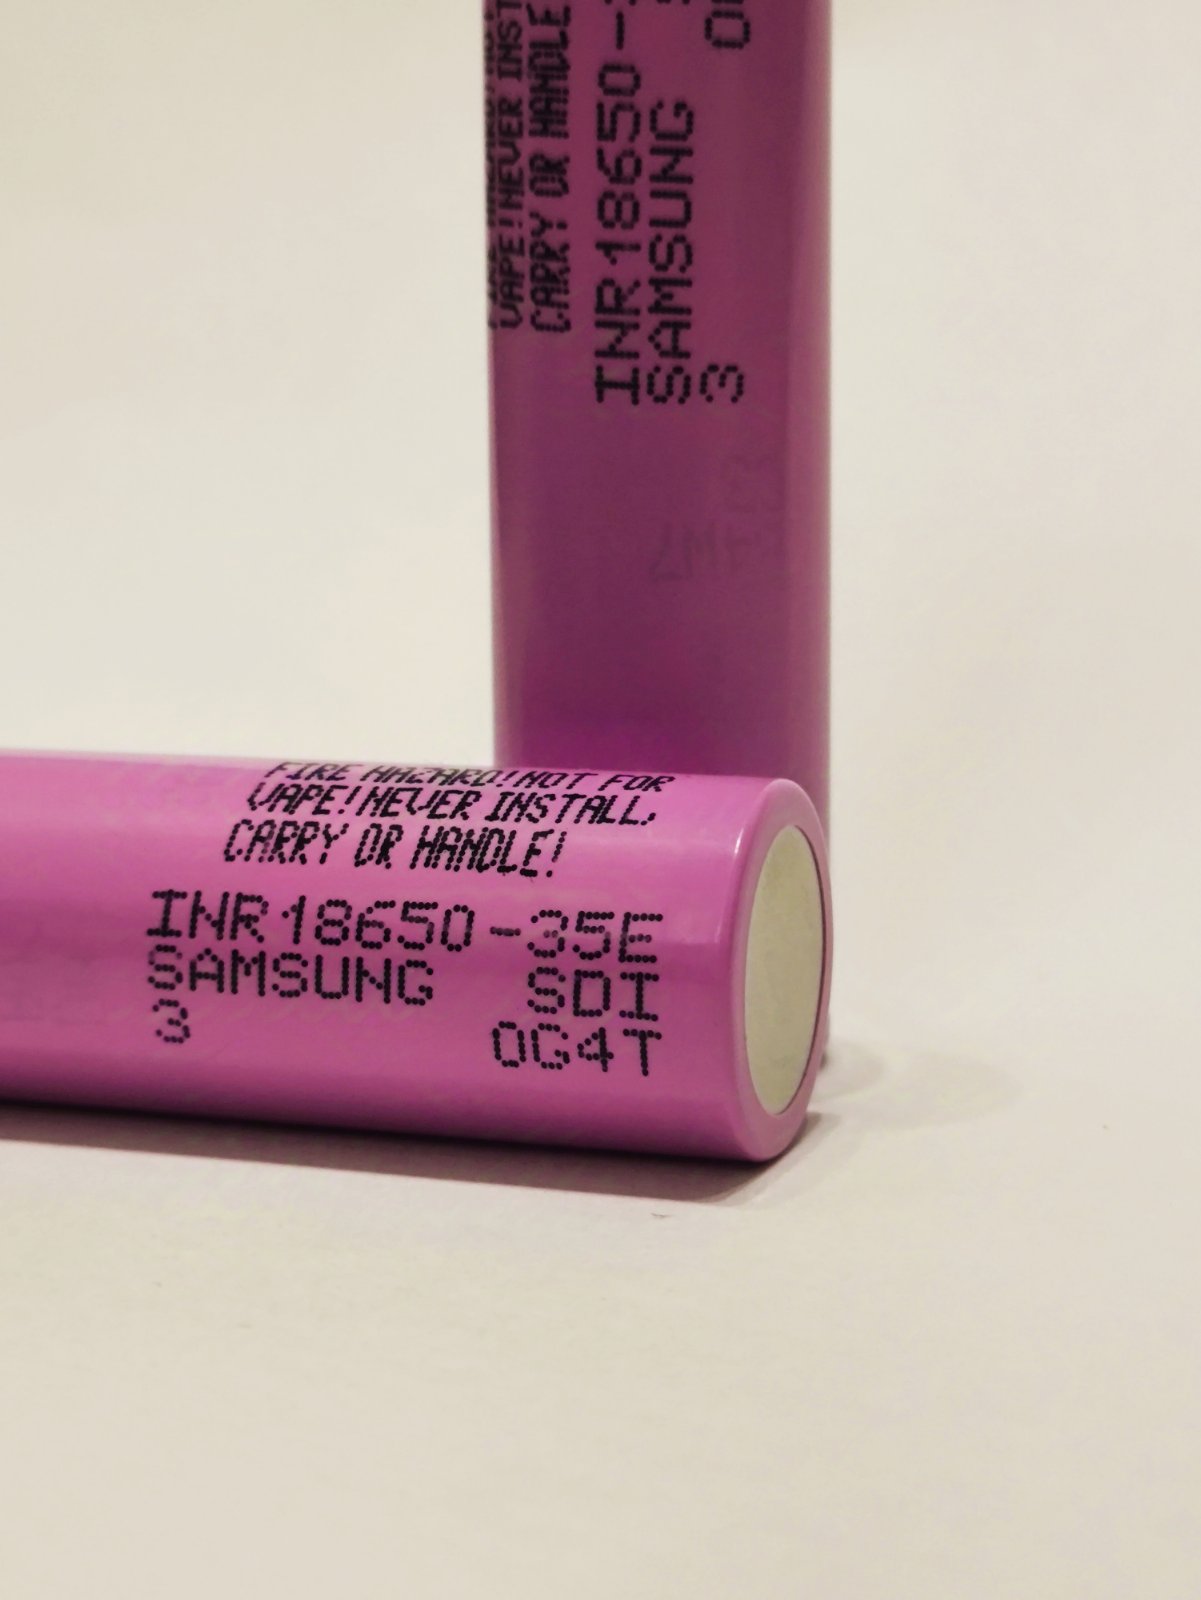 VAPE! NEVER INST
CARRY OR HANDLE
INR18650-
SAMSUNG
3
FIRE HAZARD! NOT FOR
VAPE! NEVER INSTALL,
CARRY OR HANDLE!
INR18650-35E
SAMSUNG SDI
3 0G4T